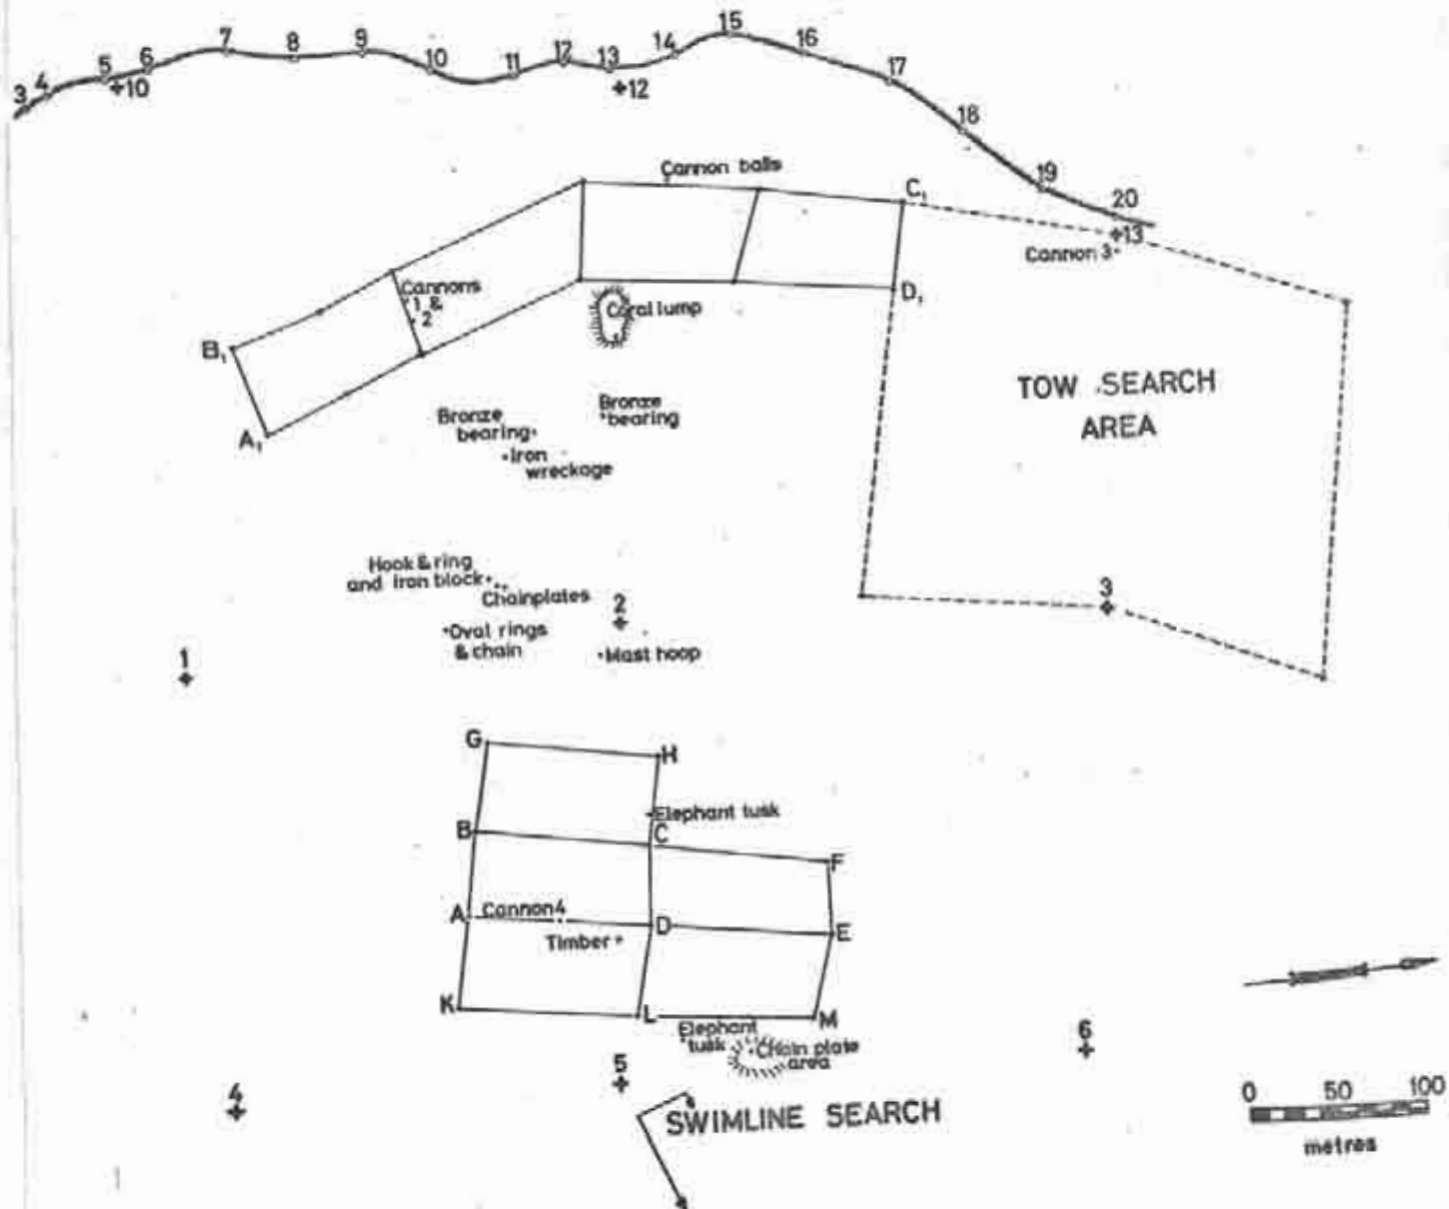 3 4 5 6 7 8 9 10 11 12 13 14 15 16 17 18 19 20
10
12
13
Cannon balls
C₁
Cannon 3
Cannons
1 &
2
Coral lump
D₁
B₁
A₁
TOW SEARCH
AREA
Bronze
bearing
Bronze
bearing
Iron
wreckage
Hook & ring
and iron block
Chainplates
2
3
Oval rings
& chain
Mast hoop
1
G
H
Elephant tusk
B
C
F
A
Cannon 4
D
E
Timber
K
L
M
Elephant
tusk
Chain plate
area
6
5
4
SWIMLINE SEARCH
0 50 100
metres